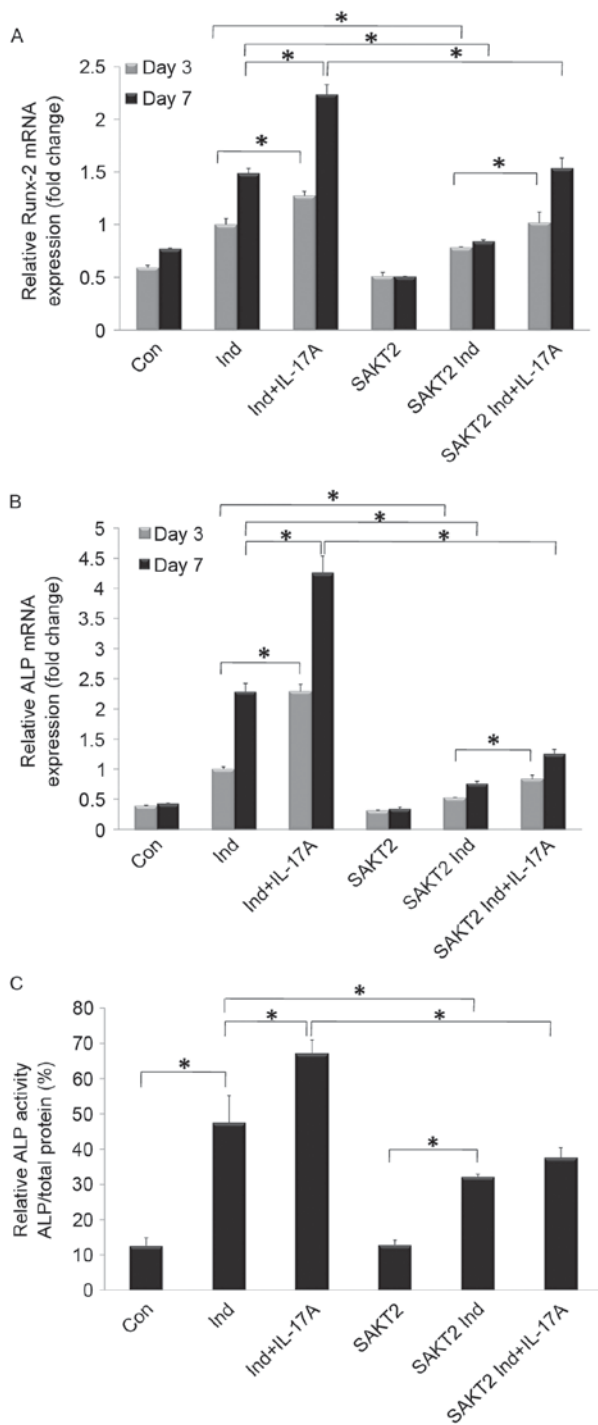 A
Relative Runx-2 mRNA
expression (fold change)
Day 3
Day 7
* * * * * *
2.5
2
1.5
1
0.5
0
Con
Ind
Ind+IL-17A
SAKT2
SAKT2 Ind
SAKT2 Ind+IL-17A
B
Relative ALP mRNA
expression (fold change)
Day 3
Day 7
* * * * * *
5
4.5
4
3.5
3
2.5
2
1.5
1
0.5
0
Con
Ind
Ind+IL-17A
SAKT2
SAKT2 Ind
SAKT2 Ind+IL-17A
C
Relative ALP activity
ALP/total protein (%)
* * * * *
80
70
60
50
40
30
20
10
0
Con
Ind
Ind+IL-17A
SAKT2
SAKT2 Ind
SAKT2 Ind+IL-17A